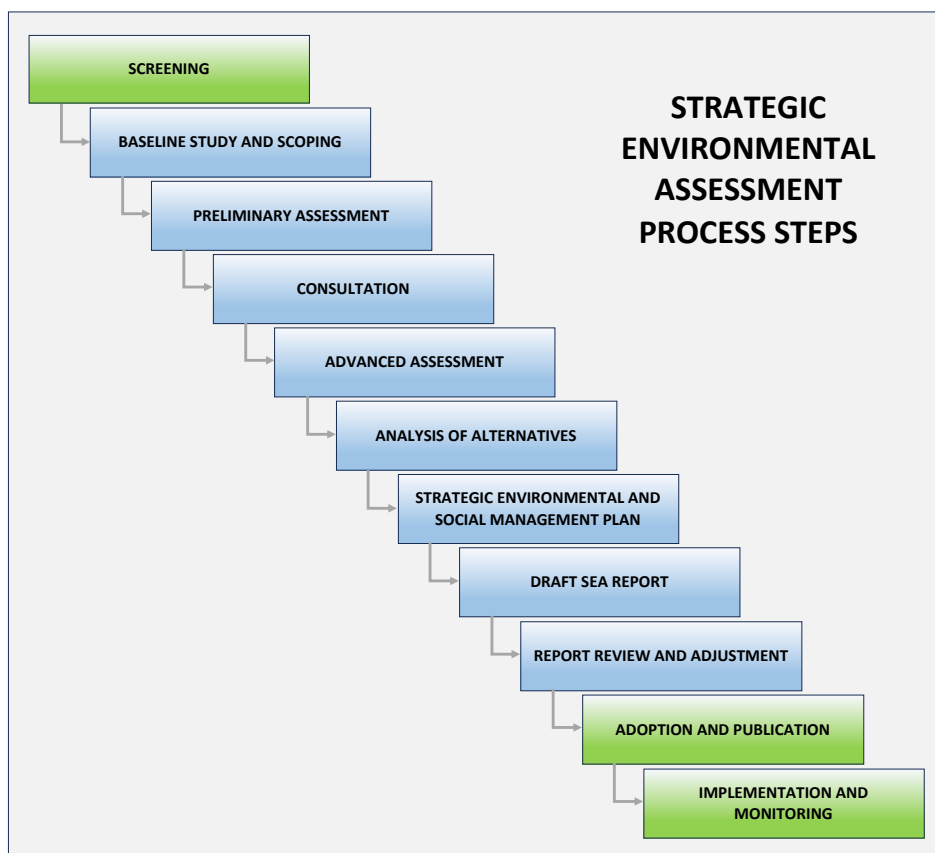 SCREENING
STRATEGIC
ENVIRONMENTAL
ASSESSMENT
PROCESS STEPS
BASELINE STUDY AND SCOPING
PRELIMINARY ASSESSMENT
CONSULTATION
ADVANCED ASSESSMENT
ANALYSIS OF ALTERNATIVES
STRATEGIC ENVIRONMENTAL AND
SOCIAL MANAGEMENT PLAN
DRAFT SEA REPORT
REPORT REVIEW AND ADJUSTMENT
ADOPTION AND PUBLICATION
IMPLEMENTATION AND
MONITORING